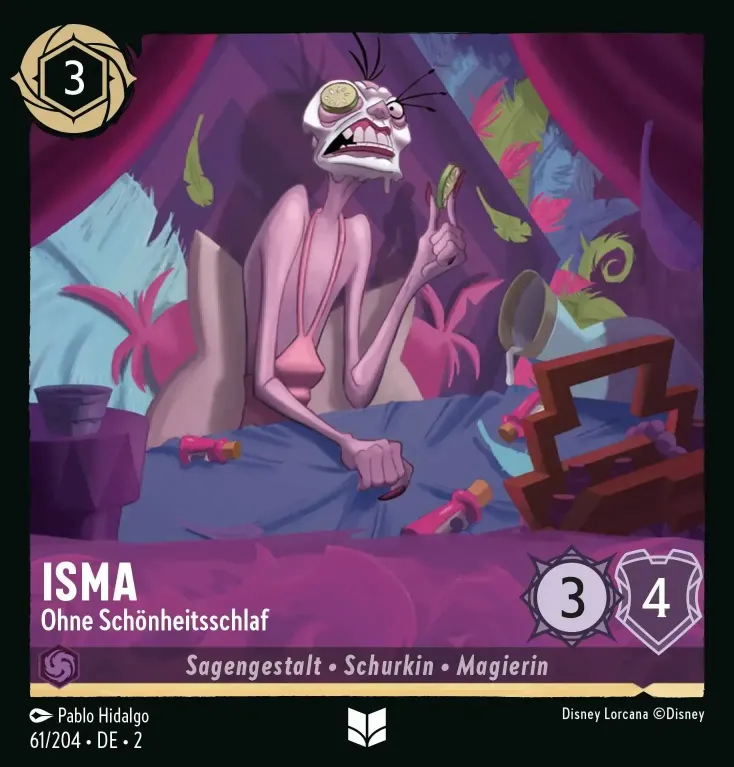 3
ISMA
Ohne Schönheitsschlaf
3
4
Sagengestalt • Schurkin • Magierin
Pablo Hidalgo
61/204 • DE • 2
Disney Lorcana ©Disney